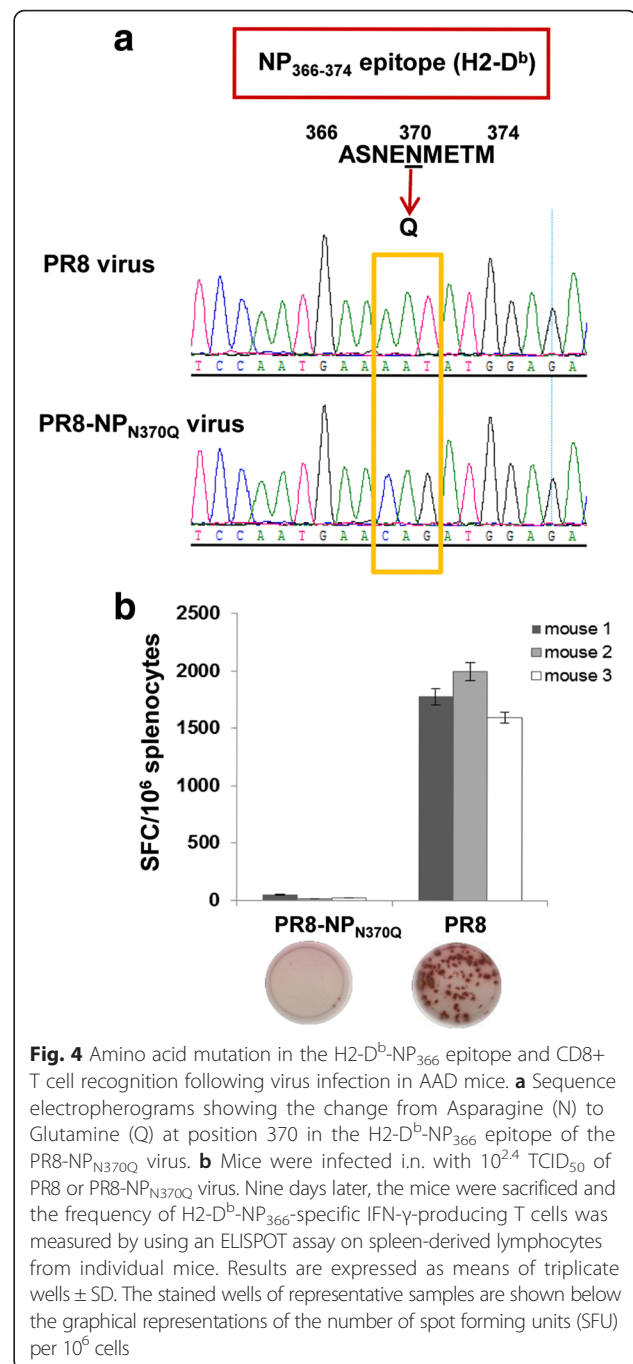 a
NP366-374 epitope (H2-Db)
366 370 374
ASNENMETM
Q
PR8 virus
T C C A A T G A A A A T A T G G A G A
PR8-NPN370Q virus
T C C A A T G A A C A G A T G G A G A
b
2500
2000
1500
1000
500
0
SFC/10^6 splenocytes
mouse 1
mouse 2
mouse 3
PR8-NPN370Q PR8
Fig. 4 Amino acid mutation in the H2-Db-NP366 epitope and CD8+
T cell recognition following virus infection in AAD mice. a Sequence
electropherograms showing the change from Asparagine (N) to
Glutamine (Q) at position 370 in the H2-Db-NP366 epitope of the
PR8-NPN370Q virus. b Mice were infected i.n. with 10^2.4 TCID50 of
PR8 or PR8-NPN370Q virus. Nine days later, the mice were sacrificed and
the frequency of H2-Db-NP366-specific IFN-γ-producing T cells was
measured by using an ELISPOT assay on spleen-derived lymphocytes
from individual mice. Results are expressed as means of triplicate
wells ± SD. The stained wells of representative samples are shown below
the graphical representations of the number of spot forming units (SFU)
per 10^6 cells